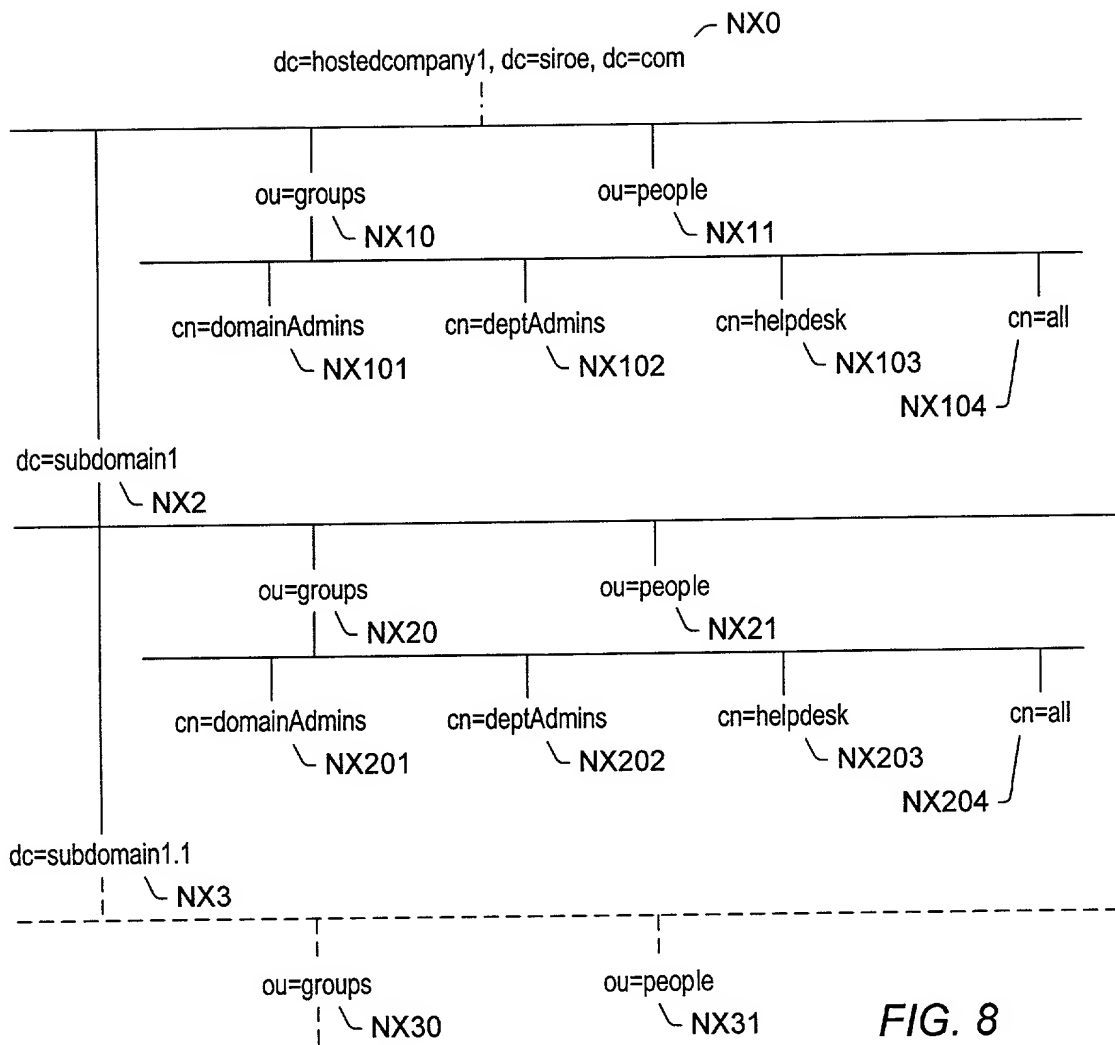 NX0
dc=hostedcompany1, dc=siroe, dc=com
ou=groups
NX10
ou=people
NX11
cn=domainAdmins
NX101
cn=deptAdmins
NX102
cn=helpdesk
NX103
cn=all
NX104
dc=subdomain1
NX2
ou=groups
NX20
ou=people
NX21
cn=domainAdmins
NX201
cn=deptAdmins
NX202
cn=helpdesk
NX203
cn=all
NX204
dc=subdomain1.1
NX3
ou=groups
NX30
ou=people
NX31
FIG. 8